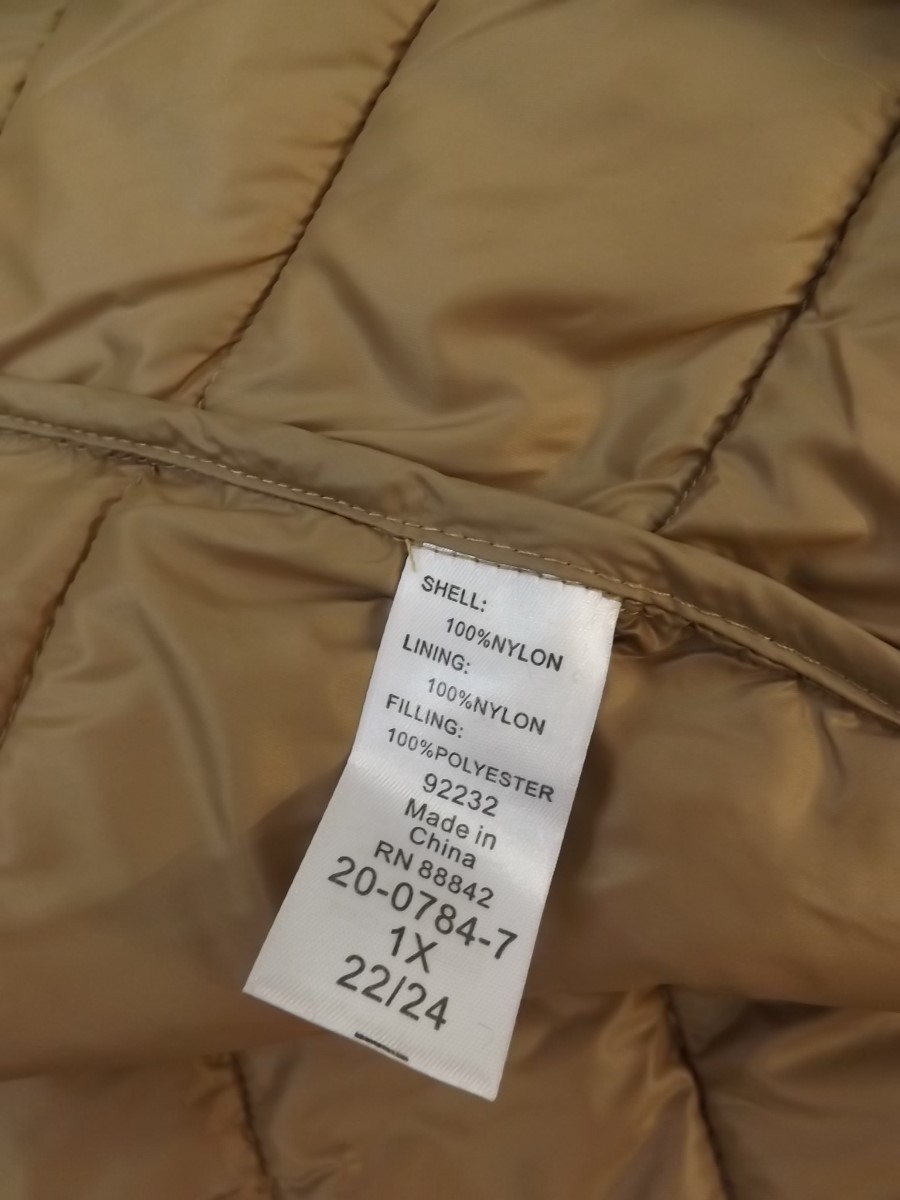 SHELL:
100%NYLON
LINING:
100%NYLON
FILLING:
100%POLYESTER
92232
Made in
China
RN 88842
20-0784-7
1X
22/24